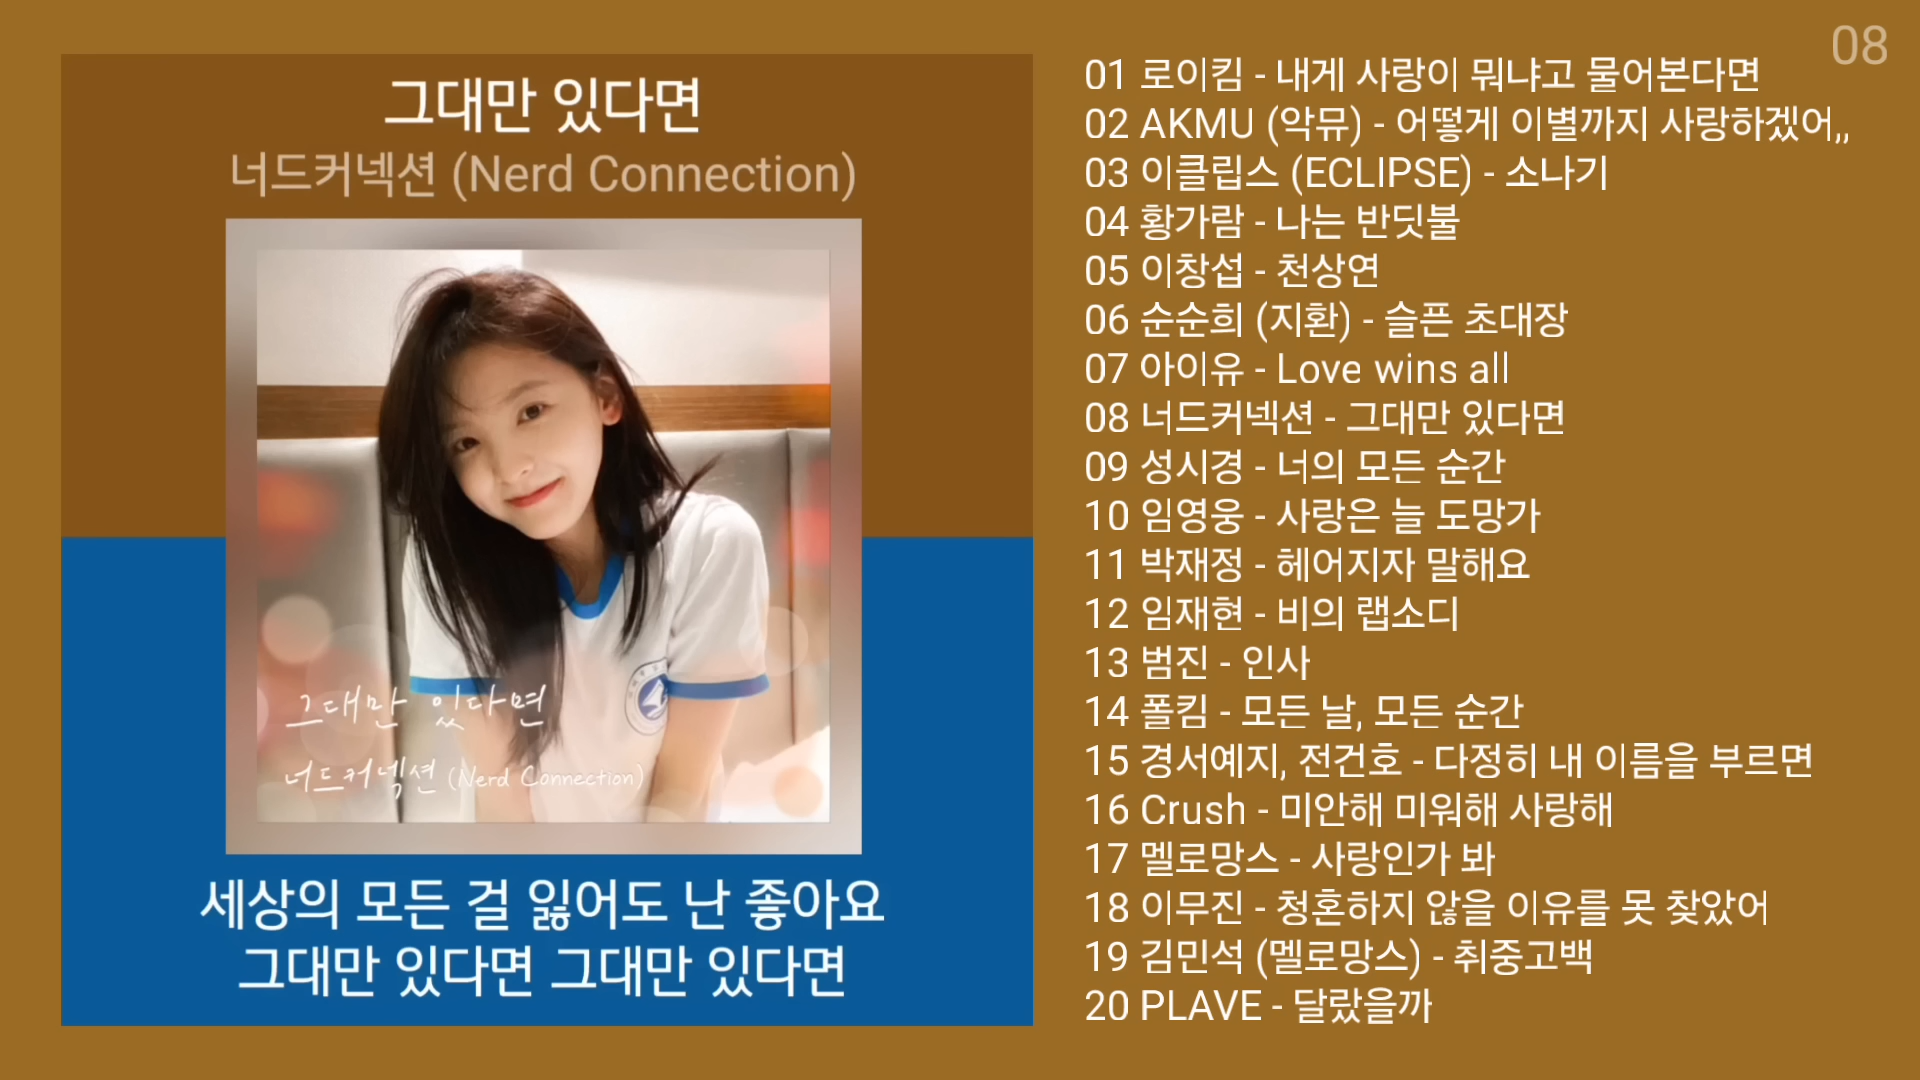 08
그대만 있다면
너드커넥션 (Nerd Connection)
그대만 있다면
너드커넥션 (Nerd Connection)
세상의 모든 걸 잃어도 난 좋아요
그대만 있다면 그대만 있다면
01 로이킴 - 내게 사랑이 뭐냐고 물어본다면
02 AKMU (악뮤) - 어떻게 이별까지 사랑하겠어,,
03 이클립스 (ECLIPSE) - 소나기
04 황가람 - 나는 반딧불
05 이창섭 - 천상연
06 순순희 (지환) - 슬픈 초대장
07 아이유 - Love wins all
08 너드커넥션 - 그대만 있다면
09 성시경 - 너의 모든 순간
10 임영웅 - 사랑은 늘 도망가
11 박재정 - 헤어지자 말해요
12 임재현 - 비의 랩소디
13 범진 - 인사
14 폴킴 - 모든 날, 모든 순간
15 경서예지, 전건호 - 다정히 내 이름을 부르면
16 Crush - 미안해 미워해 사랑해
17 멜로망스 - 사랑인가 봐
18 이무진 - 청혼하지 않을 이유를 못 찾았어
19 김민석 (멜로망스) - 취중고백
20 PLAVE - 달랐을까